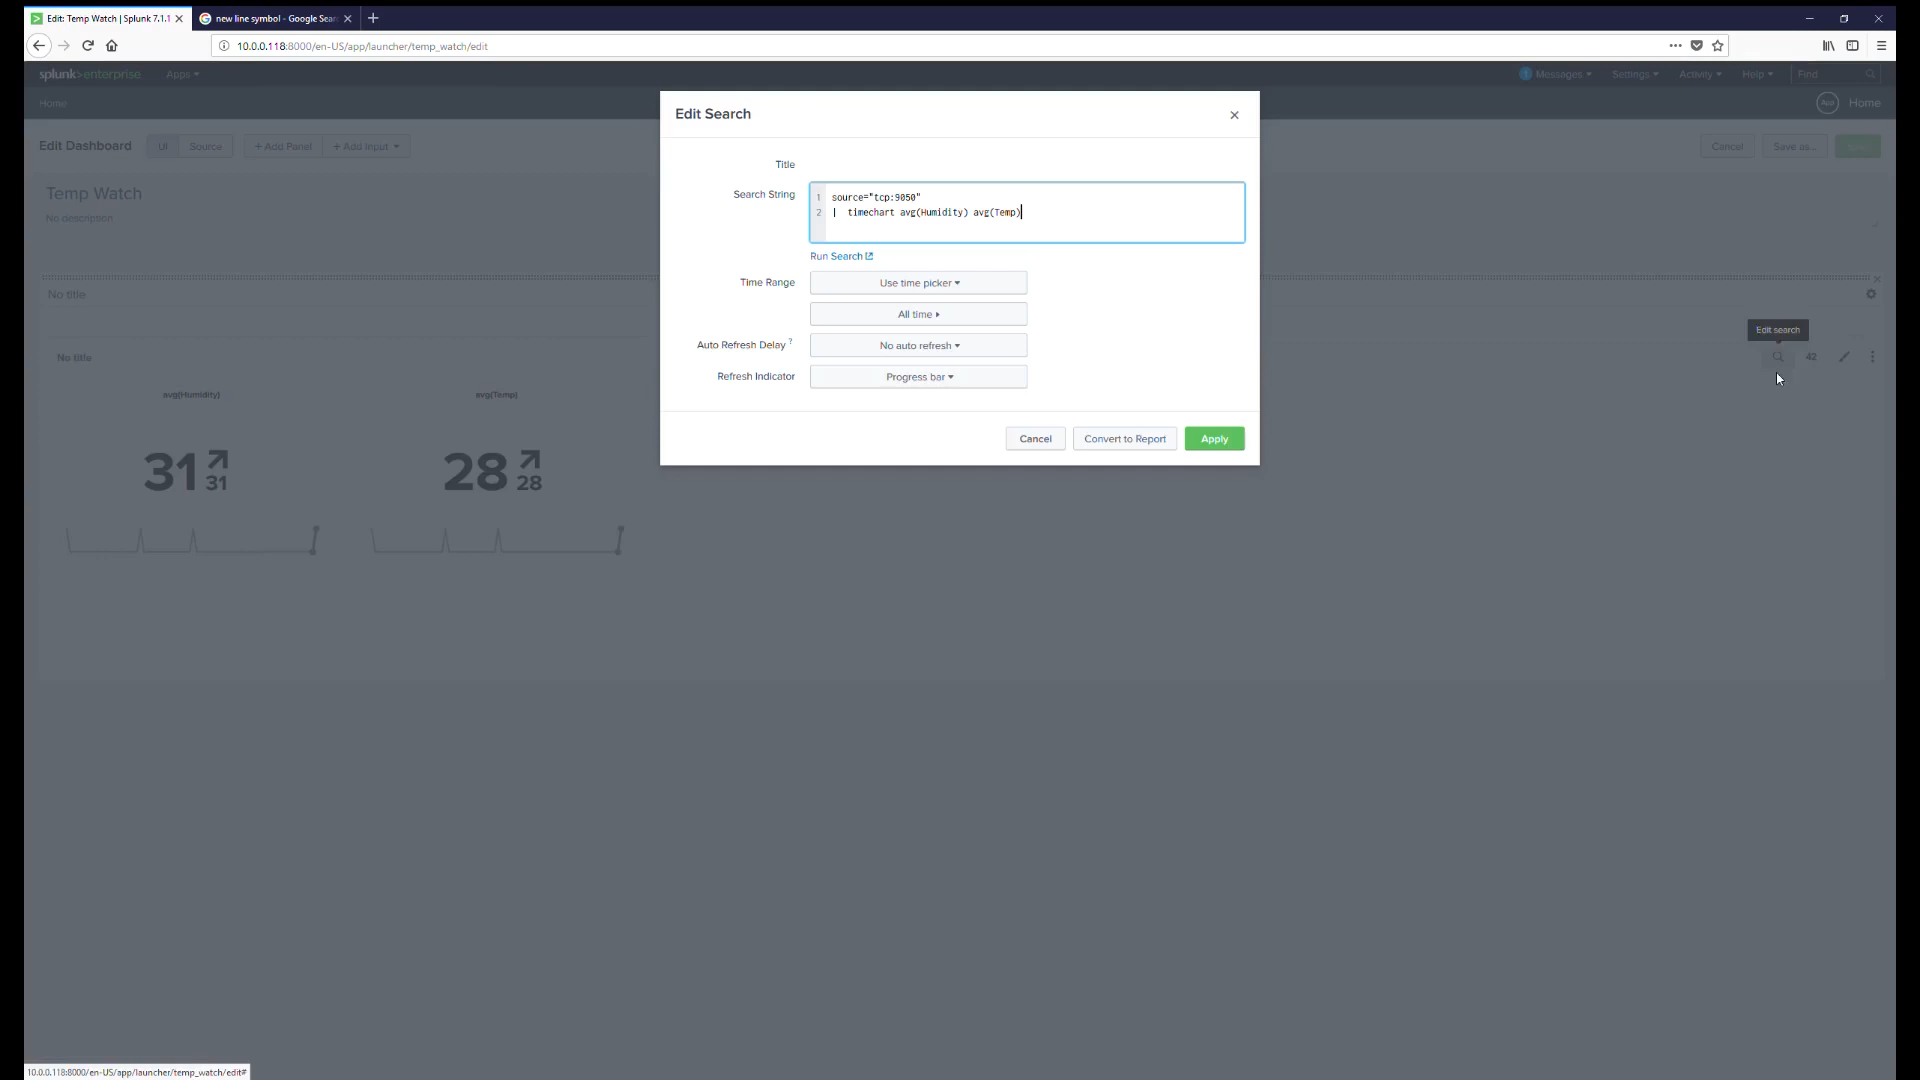 Edit: Temp Watch | Splunk 7.1.1
new line symbol - Google Sear
10.0.0.118:8000/en-US/app/launcher/temp_watch/edit
splunk>enterprise Apps
Messages Settings Activity Help Find
Home
App Home
Edit Dashboard UI Source + Add Panel + Add Input
Cancel Save as...
Temp Watch
No description
No title
No title
avg(Humidity)
avg(Temp)
31 31
28 28
Edit search
42
Edit Search
Title
Search String
1 source="tcp:9050"
2 | timechart avg(Humidity) avg(Temp)
Run Search
Time Range
Use time picker
All time
Auto Refresh Delay ?
No auto refresh
Refresh Indicator
Progress bar
Cancel Convert to Report Apply
10.0.0.118:8000/en-US/app/launcher/temp_watch/edit#